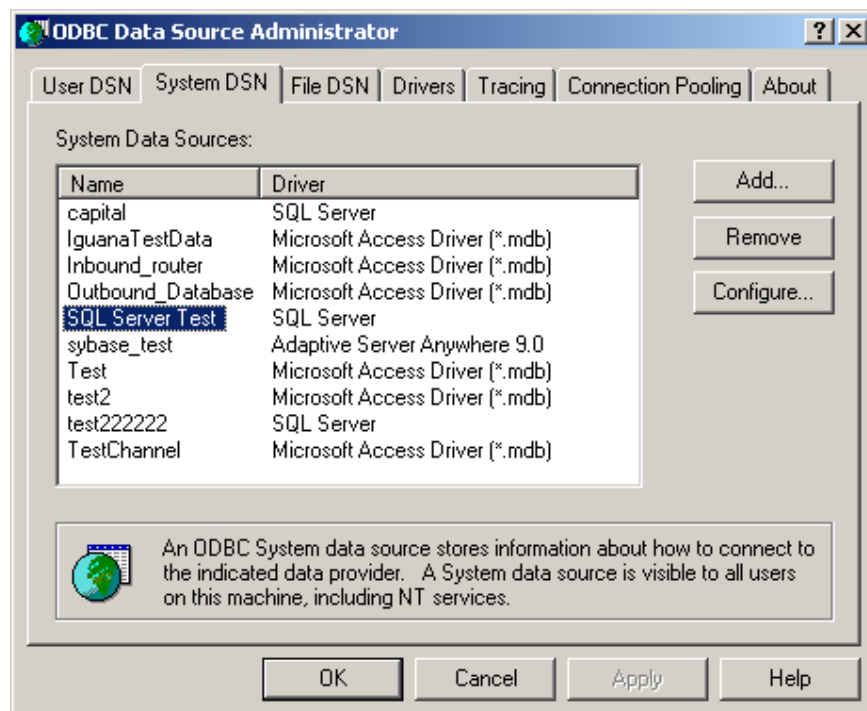 ODBC Data Source Administrator
User DSN System DSN File DSN Drivers Tracing Connection Pooling About
System Data Sources:
Name Driver
capital SQL Server
IguanaTestData Microsoft Access Driver (*.mdb)
Inbound_router Microsoft Access Driver (*.mdb)
Outbound_Database Microsoft Access Driver (*.mdb)
SQL Server Test SQL Server
sybase_test Adaptive Server Anywhere 9.0
Test Microsoft Access Driver (*.mdb)
test2 Microsoft Access Driver (*.mdb)
test222222 SQL Server
TestChannel Microsoft Access Driver (*.mdb)
Add...
Remove
Configure...
An ODBC System data source stores information about how to connect to
the indicated data provider. A System data source is visible to all users
on this machine, including NT services.
OK Cancel Apply Help